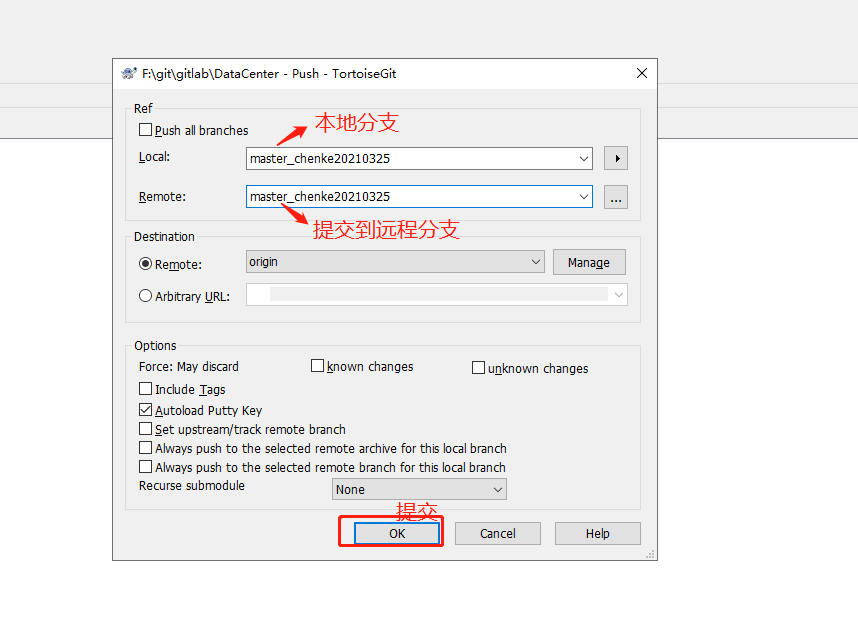 F:\git\gitlab\DataCenter - Push - TortoiseGit
Ref
Push all branches
本地分支
Local:
master_chenke20210325
Remote:
master_chenke20210325
...
提交到远程分支
Destination
Remote:
origin
Manage
Arbitrary URL:
Options
Force: May discard
known changes
unknown changes
Include Tags
Autoload Putty Key
Set upstream/track remote branch
Always push to the selected remote archive for this local branch
Always push to the selected remote branch for this local branch
Recurse submodule
None
提交
OK
Cancel
Help